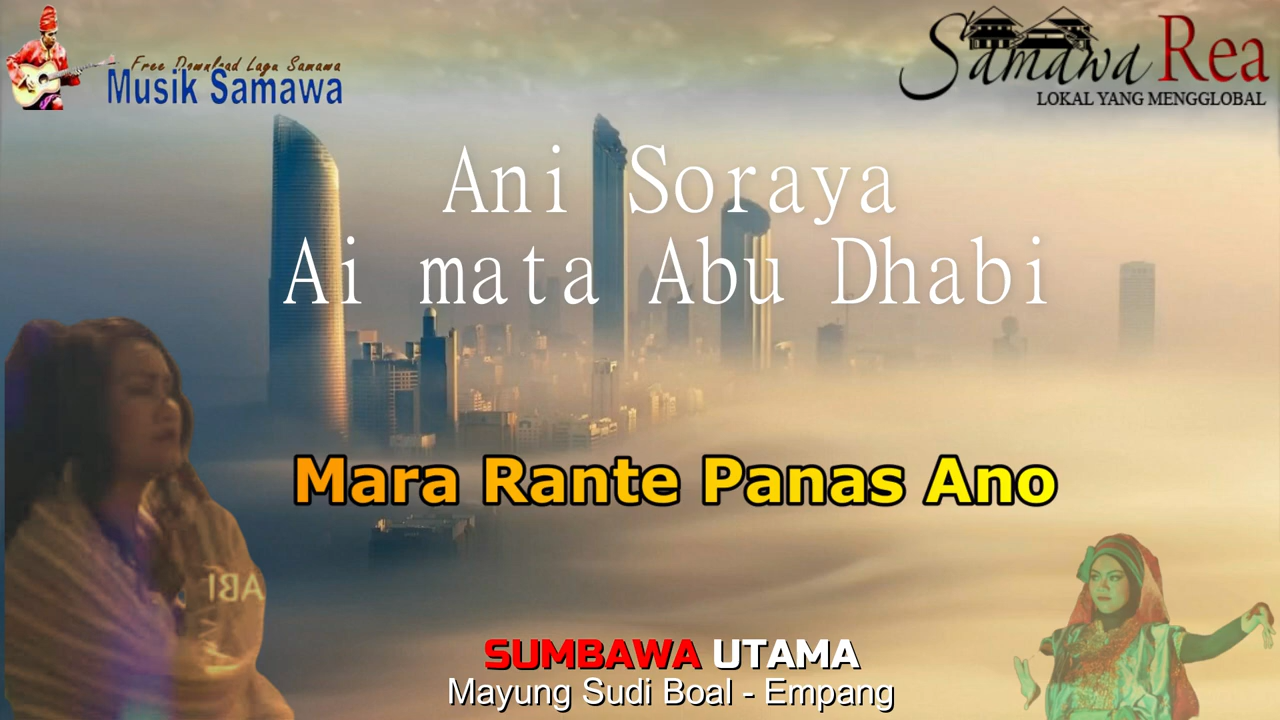 Free Download Lagu Samawa
Musik Samawa
Samawa Rea
LOKAL YANG MENGGLOBAL
Ani Soraya
Ai mata Abu Dhabi
Mara Rante Panas Ano
SUMBAWA UTAMA
Mayung Sudi Boal - Empang